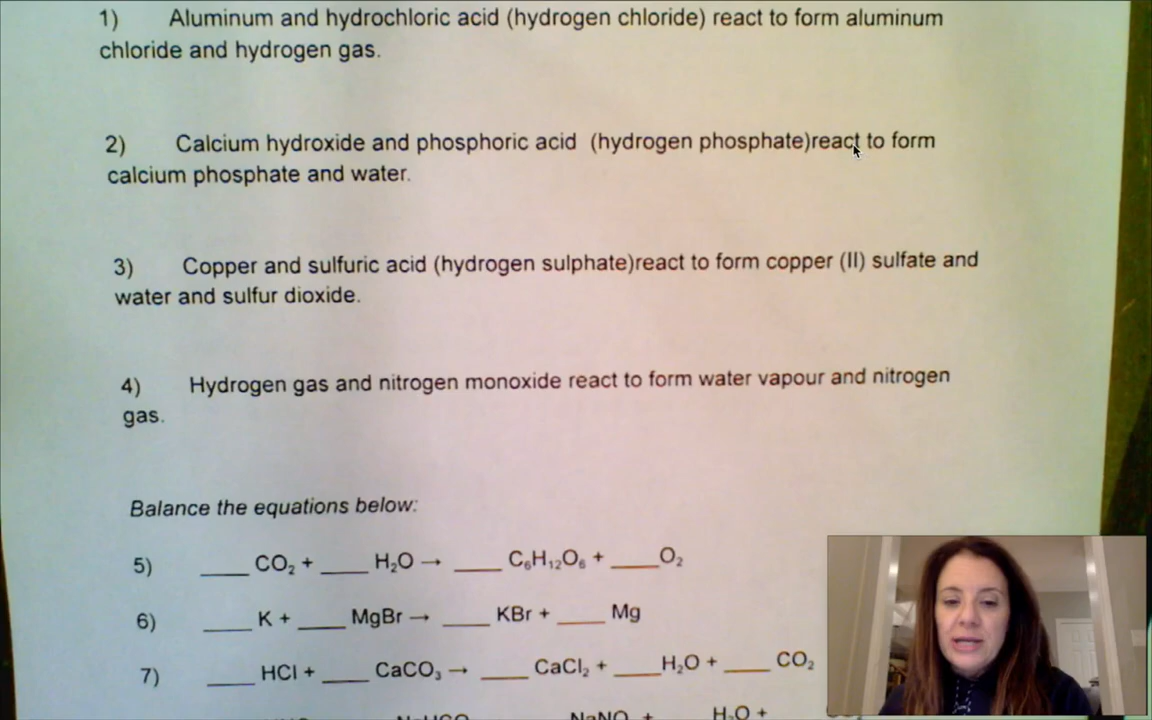 1) Aluminum and hydrochloric acid (hydrogen chloride) react to form aluminum
chloride and hydrogen gas.
2) Calcium hydroxide and phosphoric acid (hydrogen phosphate)react to form
calcium phosphate and water.
3) Copper and sulfuric acid (hydrogen sulphate)react to form copper (II) sulfate and
water and sulfur dioxide.
4) Hydrogen gas and nitrogen monoxide react to form water vapour and nitrogen
gas.
Balance the equations below:
5) ____ CO₂ + ____ H₂O → ____ C₆H₁₂O₆ + ____O₂
6) ____ K + ____ MgBr → ____ KBr + ____ Mg
7) ____ HCl + ____ CaCO₃ → ____ CaCl₂ + ____H₂O + ____ CO₂
NaNO H₂O +